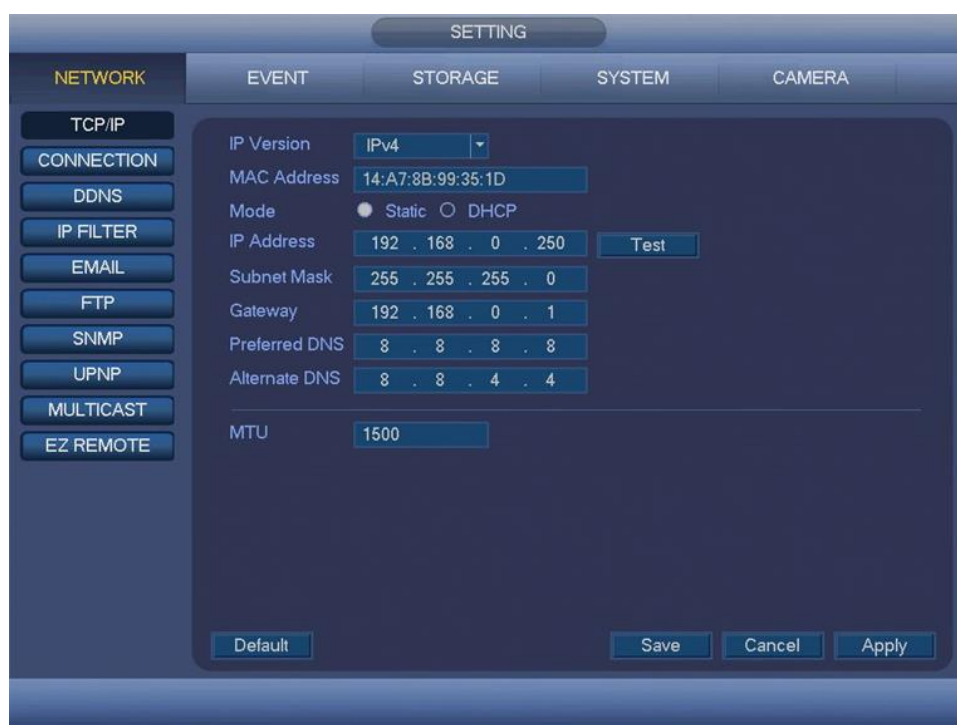 SETTING
NETWORK EVENT STORAGE SYSTEM CAMERA
TCP/IP
CONNECTION
DDNS
IP FILTER
EMAIL
FTP
SNMP
UPNP
MULTICAST
EZ REMOTE
IP Version IPv4
MAC Address 14:A7:8B:99:35:1D
Mode Static DHCP
IP Address 192 . 168 . 0 . 250 Test
Subnet Mask 255 . 255 . 255 . 0
Gateway 192 . 168 . 0 . 1
Preferred DNS 8 . 8 . 8 . 8
Alternate DNS 8 . 8 . 4 . 4
MTU 1500
Default Save Cancel Apply